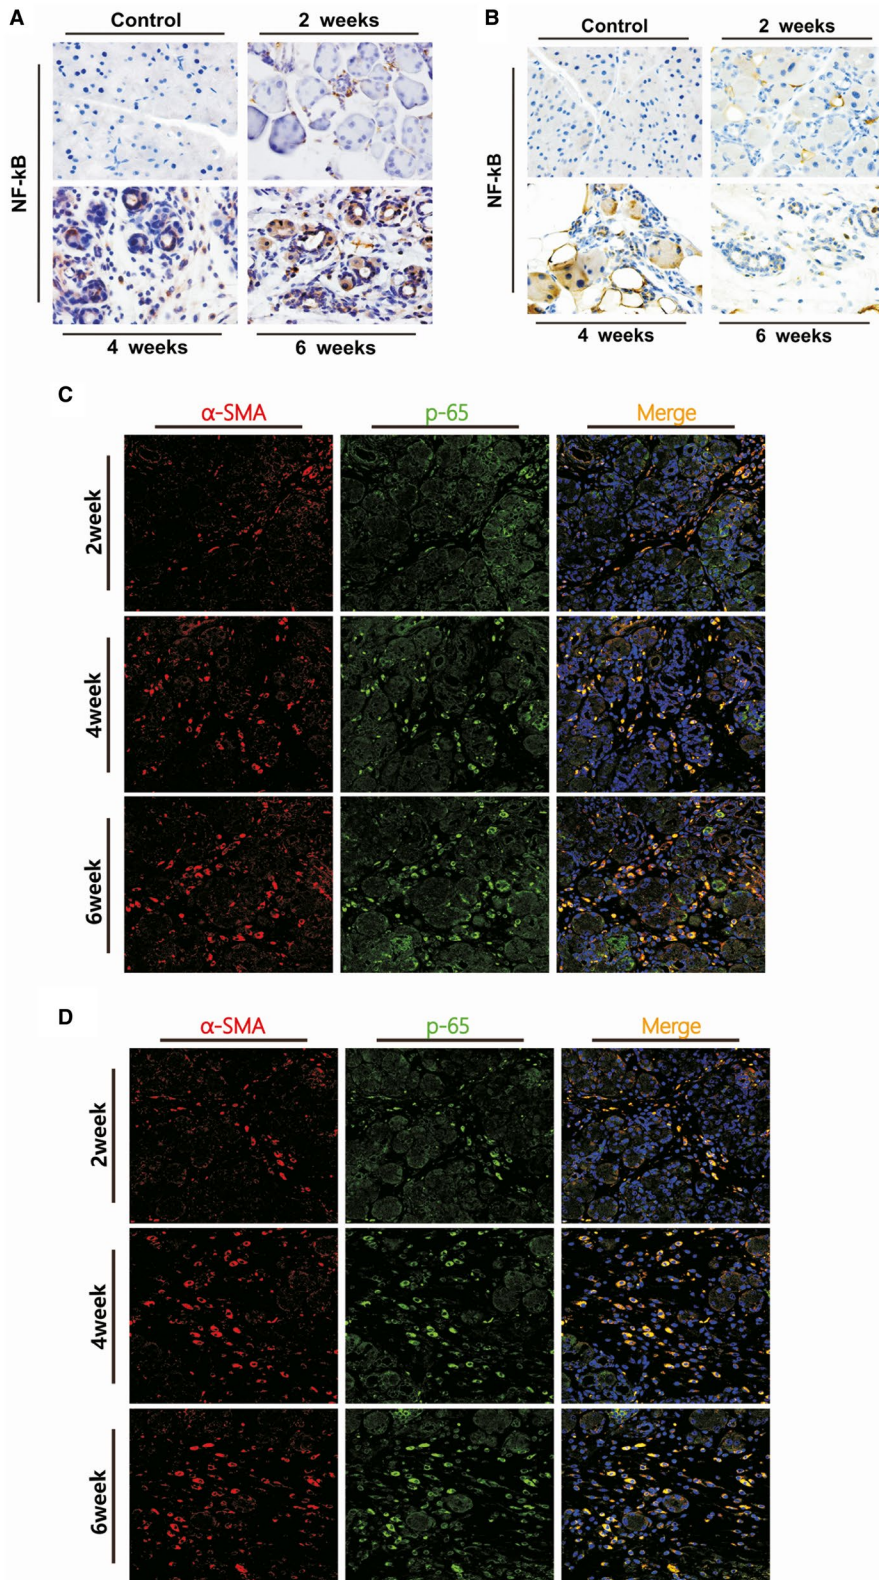 A
Control
2 weeks
NF-kB
4 weeks
6 weeks
B
Control
2 weeks
NF-kB
4 weeks
6 weeks
C
α-SMA
p-65
Merge
2week
4week
6week
D
α-SMA
p-65
Merge
2week
4week
6week